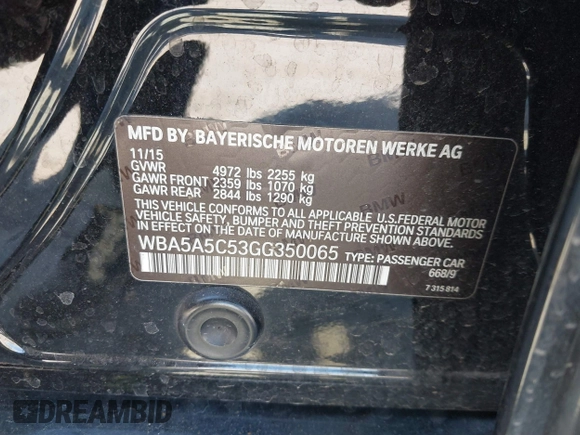 MFD BY BAYERISCHE MOTOREN WERKE AG
11/15
GVWR 4972 lbs 2255 kg
GAWR FRONT 2359 lbs 1070 kg
GAWR REAR 2844 lbs 1290 kg
THIS VEHICLE CONFORMS TO ALL APPLICABLE U.S. FEDERAL MOTOR
VEHICLE SAFETY, BUMPER AND THEFT PREVENTION STANDARDS
IN EFFECT ON THE DATE OF MANUFACTURE SHOWN ABOVE.
WBA5A5C53GG350065 TYPE: PASSENGER CAR
668/9
7 315 814
DREAMBID